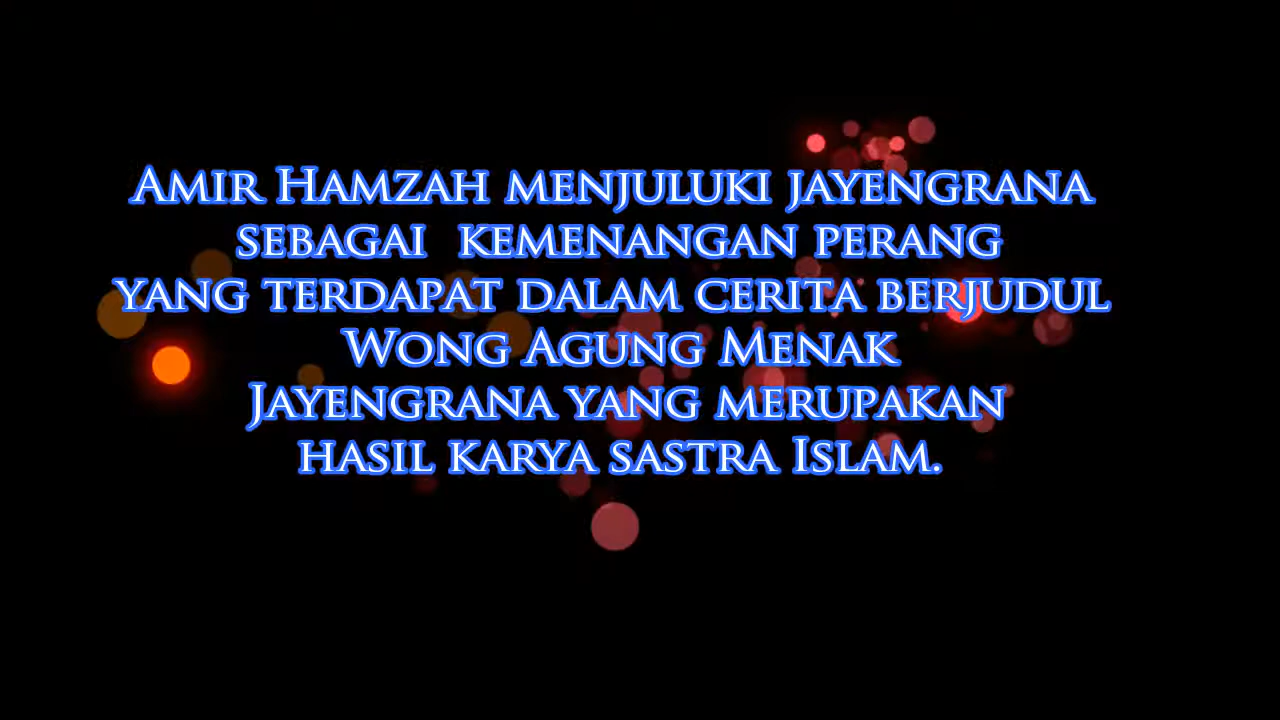 Amir Hamzah menjuluki jayengrana
sebagai kemenangan perang
yang terdapat dalam cerita berjudul
Wong Agung Menak
Jayengrana yang merupakan
hasil karya sastra Islam.